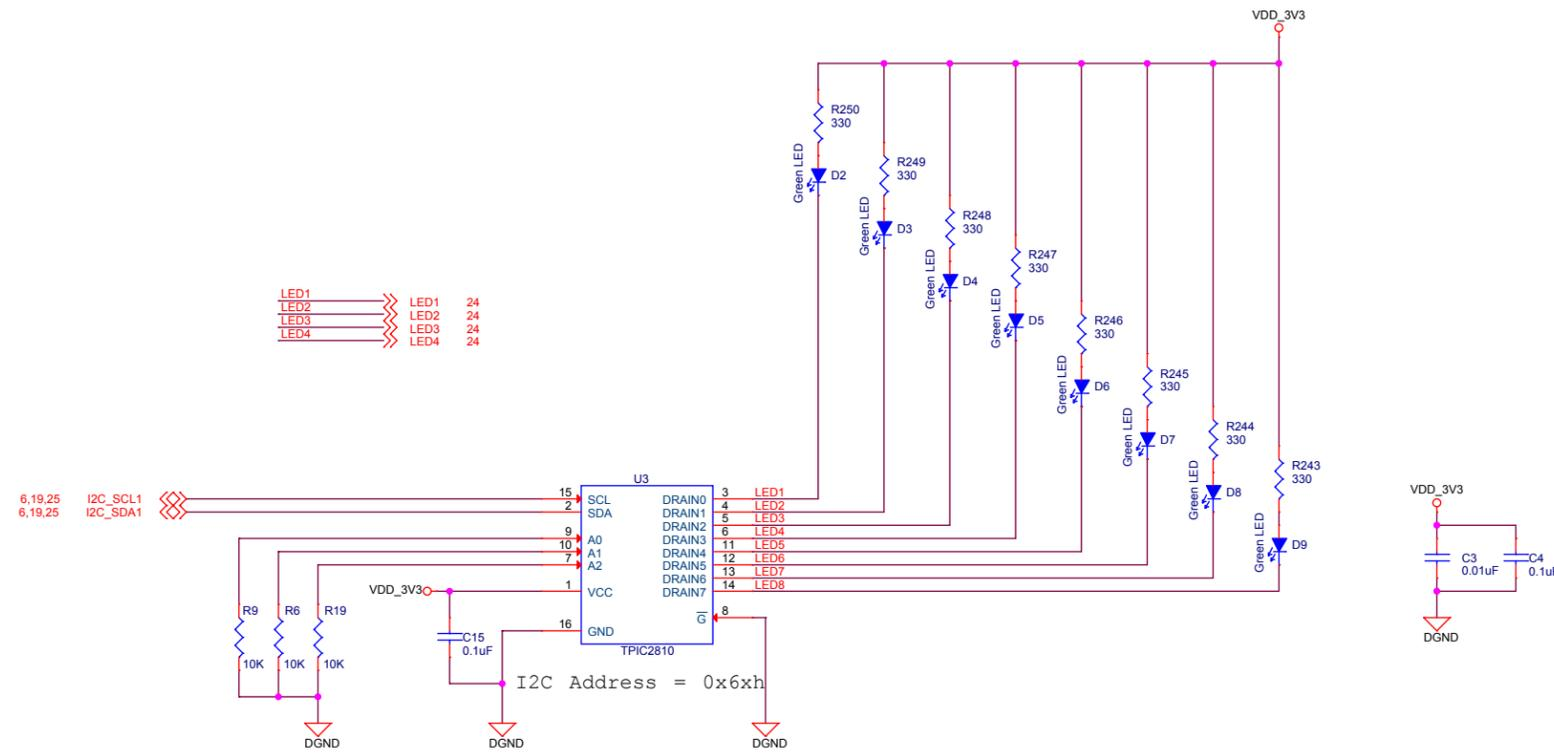 VDD_3V3
R250
330
Green LED
D2
R249
330
Green LED
D3
R248
330
Green LED
D4
R247
330
Green LED
D5
R246
330
Green LED
D6
R245
330
Green LED
D7
R244
330
Green LED
D8
R243
330
Green LED
D9
LED1 LED1 24
LED2 LED2 24
LED3 LED3 24
LED4 LED4 24
6,19,25 I2C_SCL1
6,19,25 I2C_SDA1
U3
15 SCL DRAIN0 3 LED1
2 SDA DRAIN1 4 LED2
DRAIN2 5 LED3
9 A0 DRAIN3 6 LED4
10 A1 DRAIN4 11 LED5
7 A2 DRAIN5 12 LED6
DRAIN6 13 LED7
VDD_3V3 1 VCC DRAIN7 14 LED8
G 8
16 GND
TPIC2810
R9
10K
R6
10K
R19
10K
C15
0.1uF
I2C Address = 0x6xh
DGND
DGND
DGND
VDD_3V3
C3
0.01uF
C4
DGND